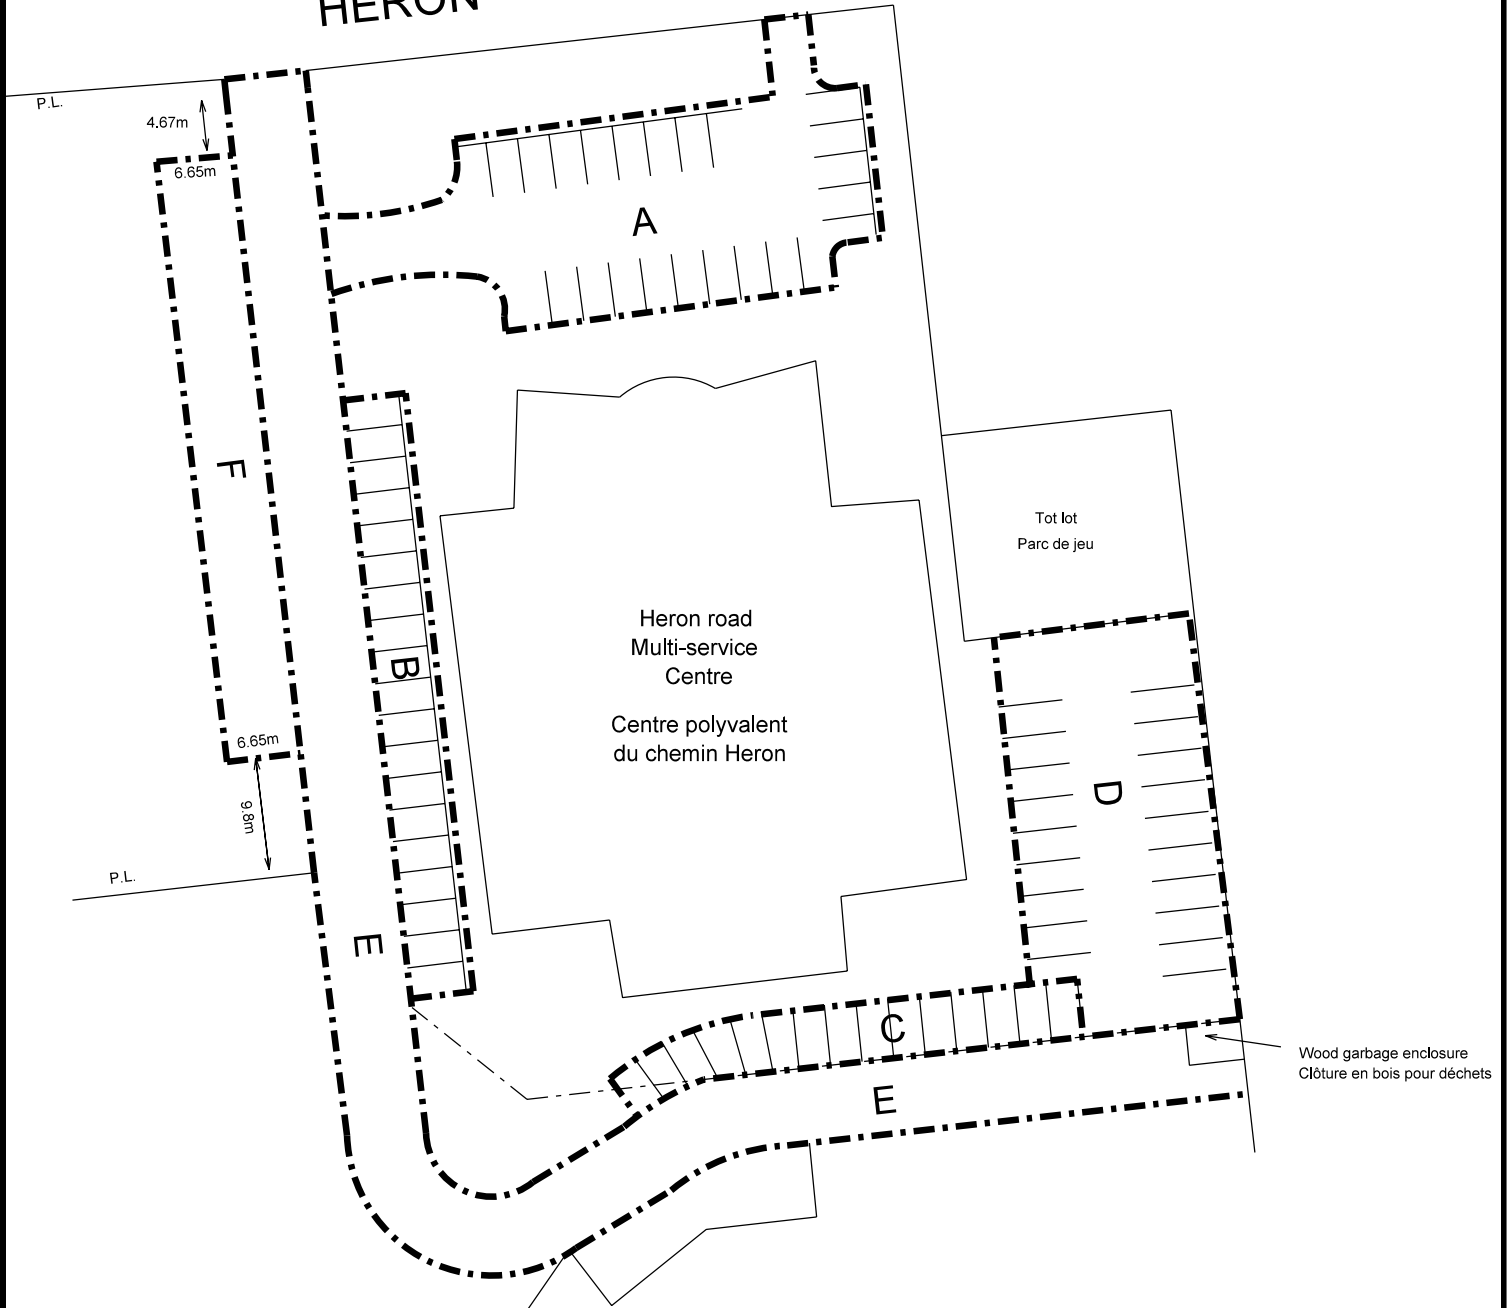 HERON
P.L.
4.67m
6.65m
A
F
B
Tot lot
Parc de jeu
Heron road
Multi-service
Centre
Centre polyvalent
du chemin Heron
6.65m
9.8m
D
P.L.
E
C
E
Wood garbage enclosure
Clôture en bois pour déchets